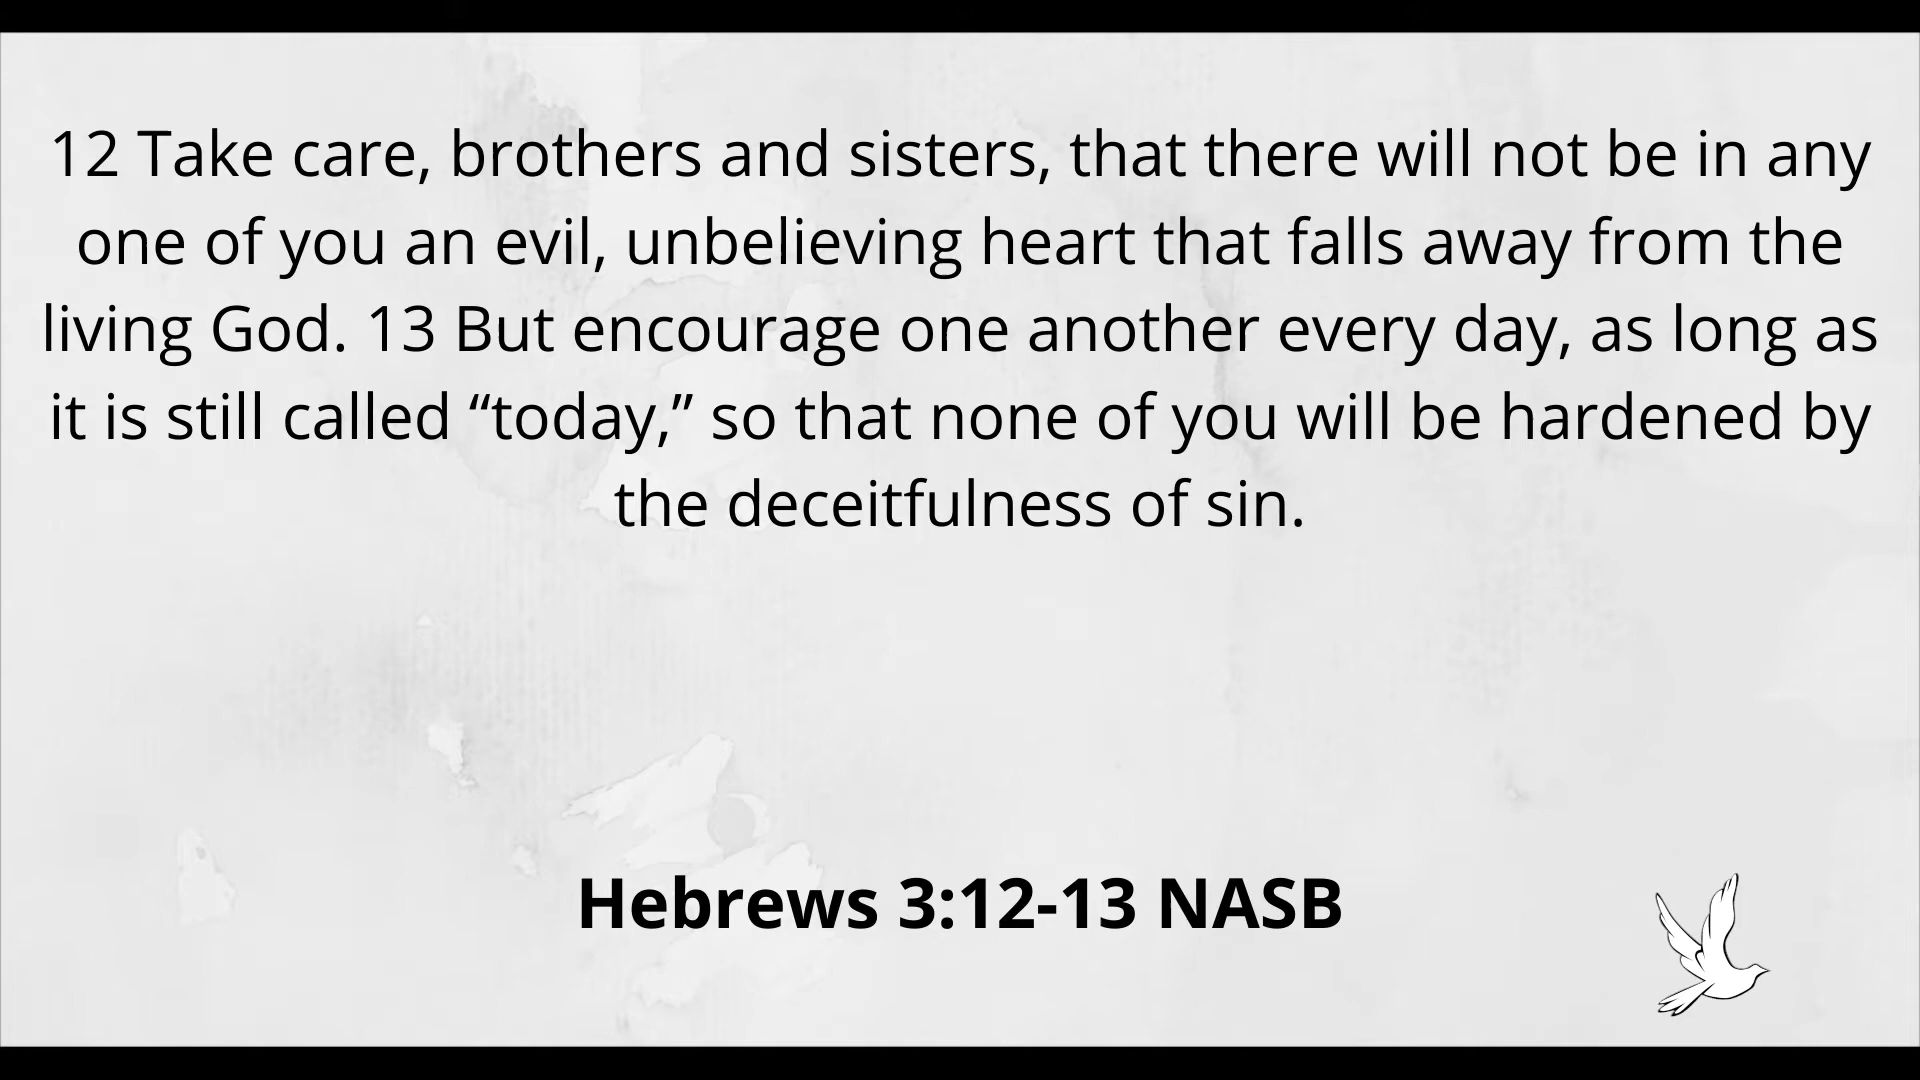 12 Take care, brothers and sisters, that there will not be in any
one of you an evil, unbelieving heart that falls away from the
living God. 13 But encourage one another every day, as long as
it is still called “today,” so that none of you will be hardened by
the deceitfulness of sin.
Hebrews 3:12-13 NASB